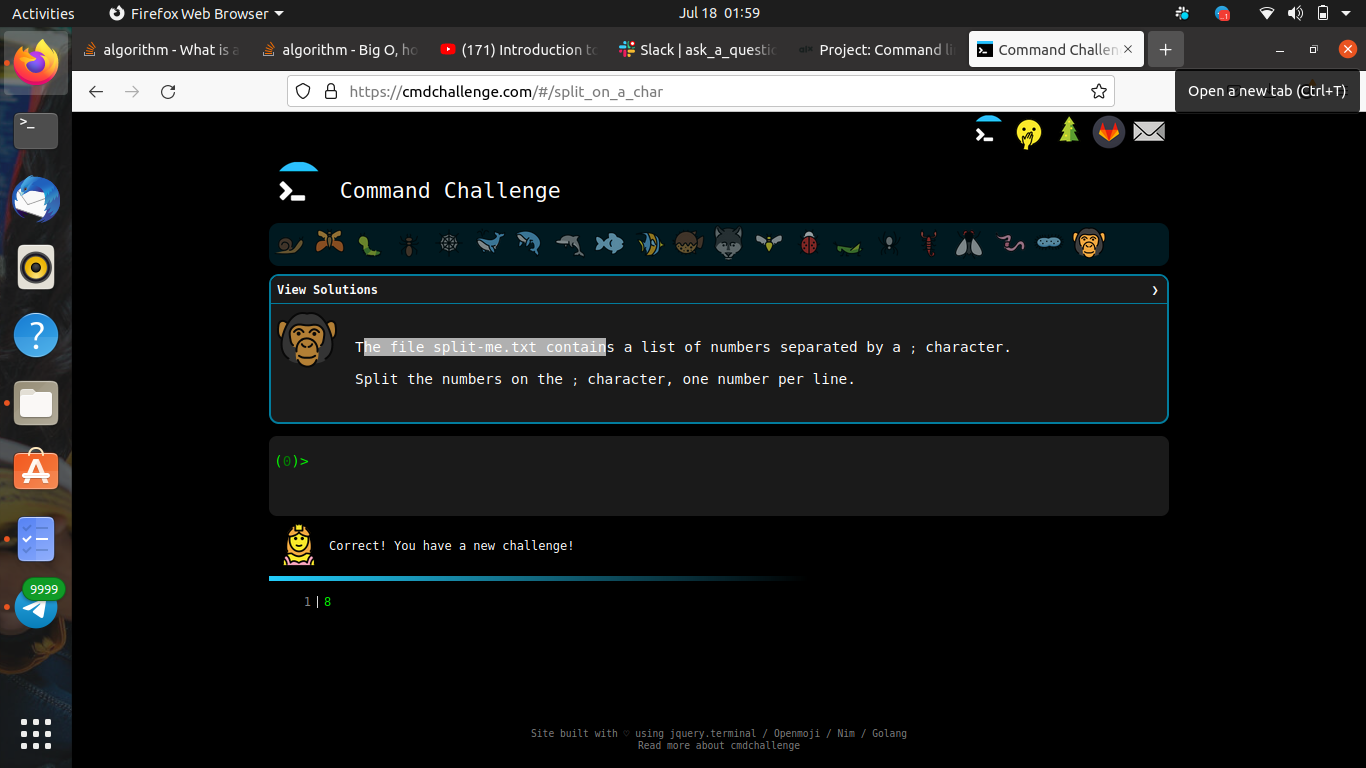 Activities
Firefox Web Browser
Jul 18 01:59
algorithm - What is a
algorithm - Big O, ho
(171) Introduction to
Slack | ask_a_questio
Project: Command li
Command Challen
https://cmdchallenge.com/#/split_on_a_char
Open a new tab (Ctrl+T)
Command Challenge
View Solutions
The file split-me.txt contains a list of numbers separated by a ; character.
Split the numbers on the ; character, one number per line.
(0)>
Correct! You have a new challenge!
1| 8
9999
Site built with ♡ using jquery.terminal / Openmoji / Nim / Golang
Read more about cmdchallenge